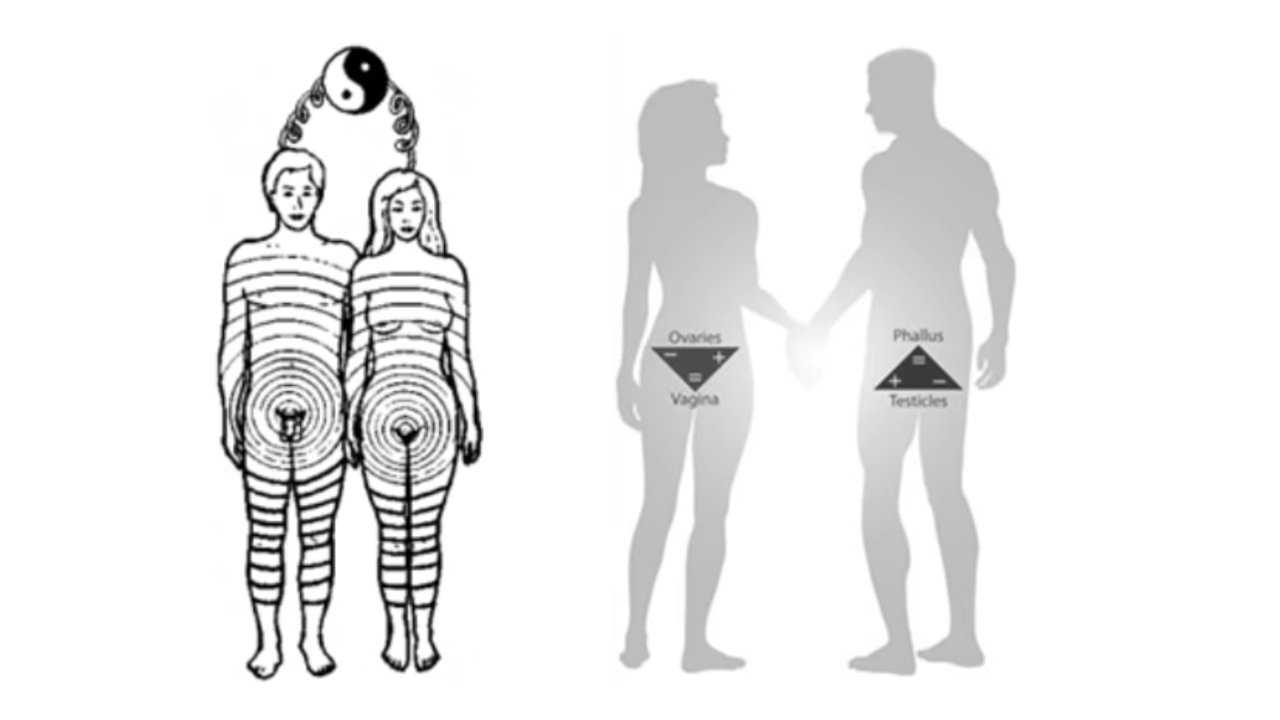 Ovaries
− +
=
Vagina
Phallus
=
+ −
Testicles